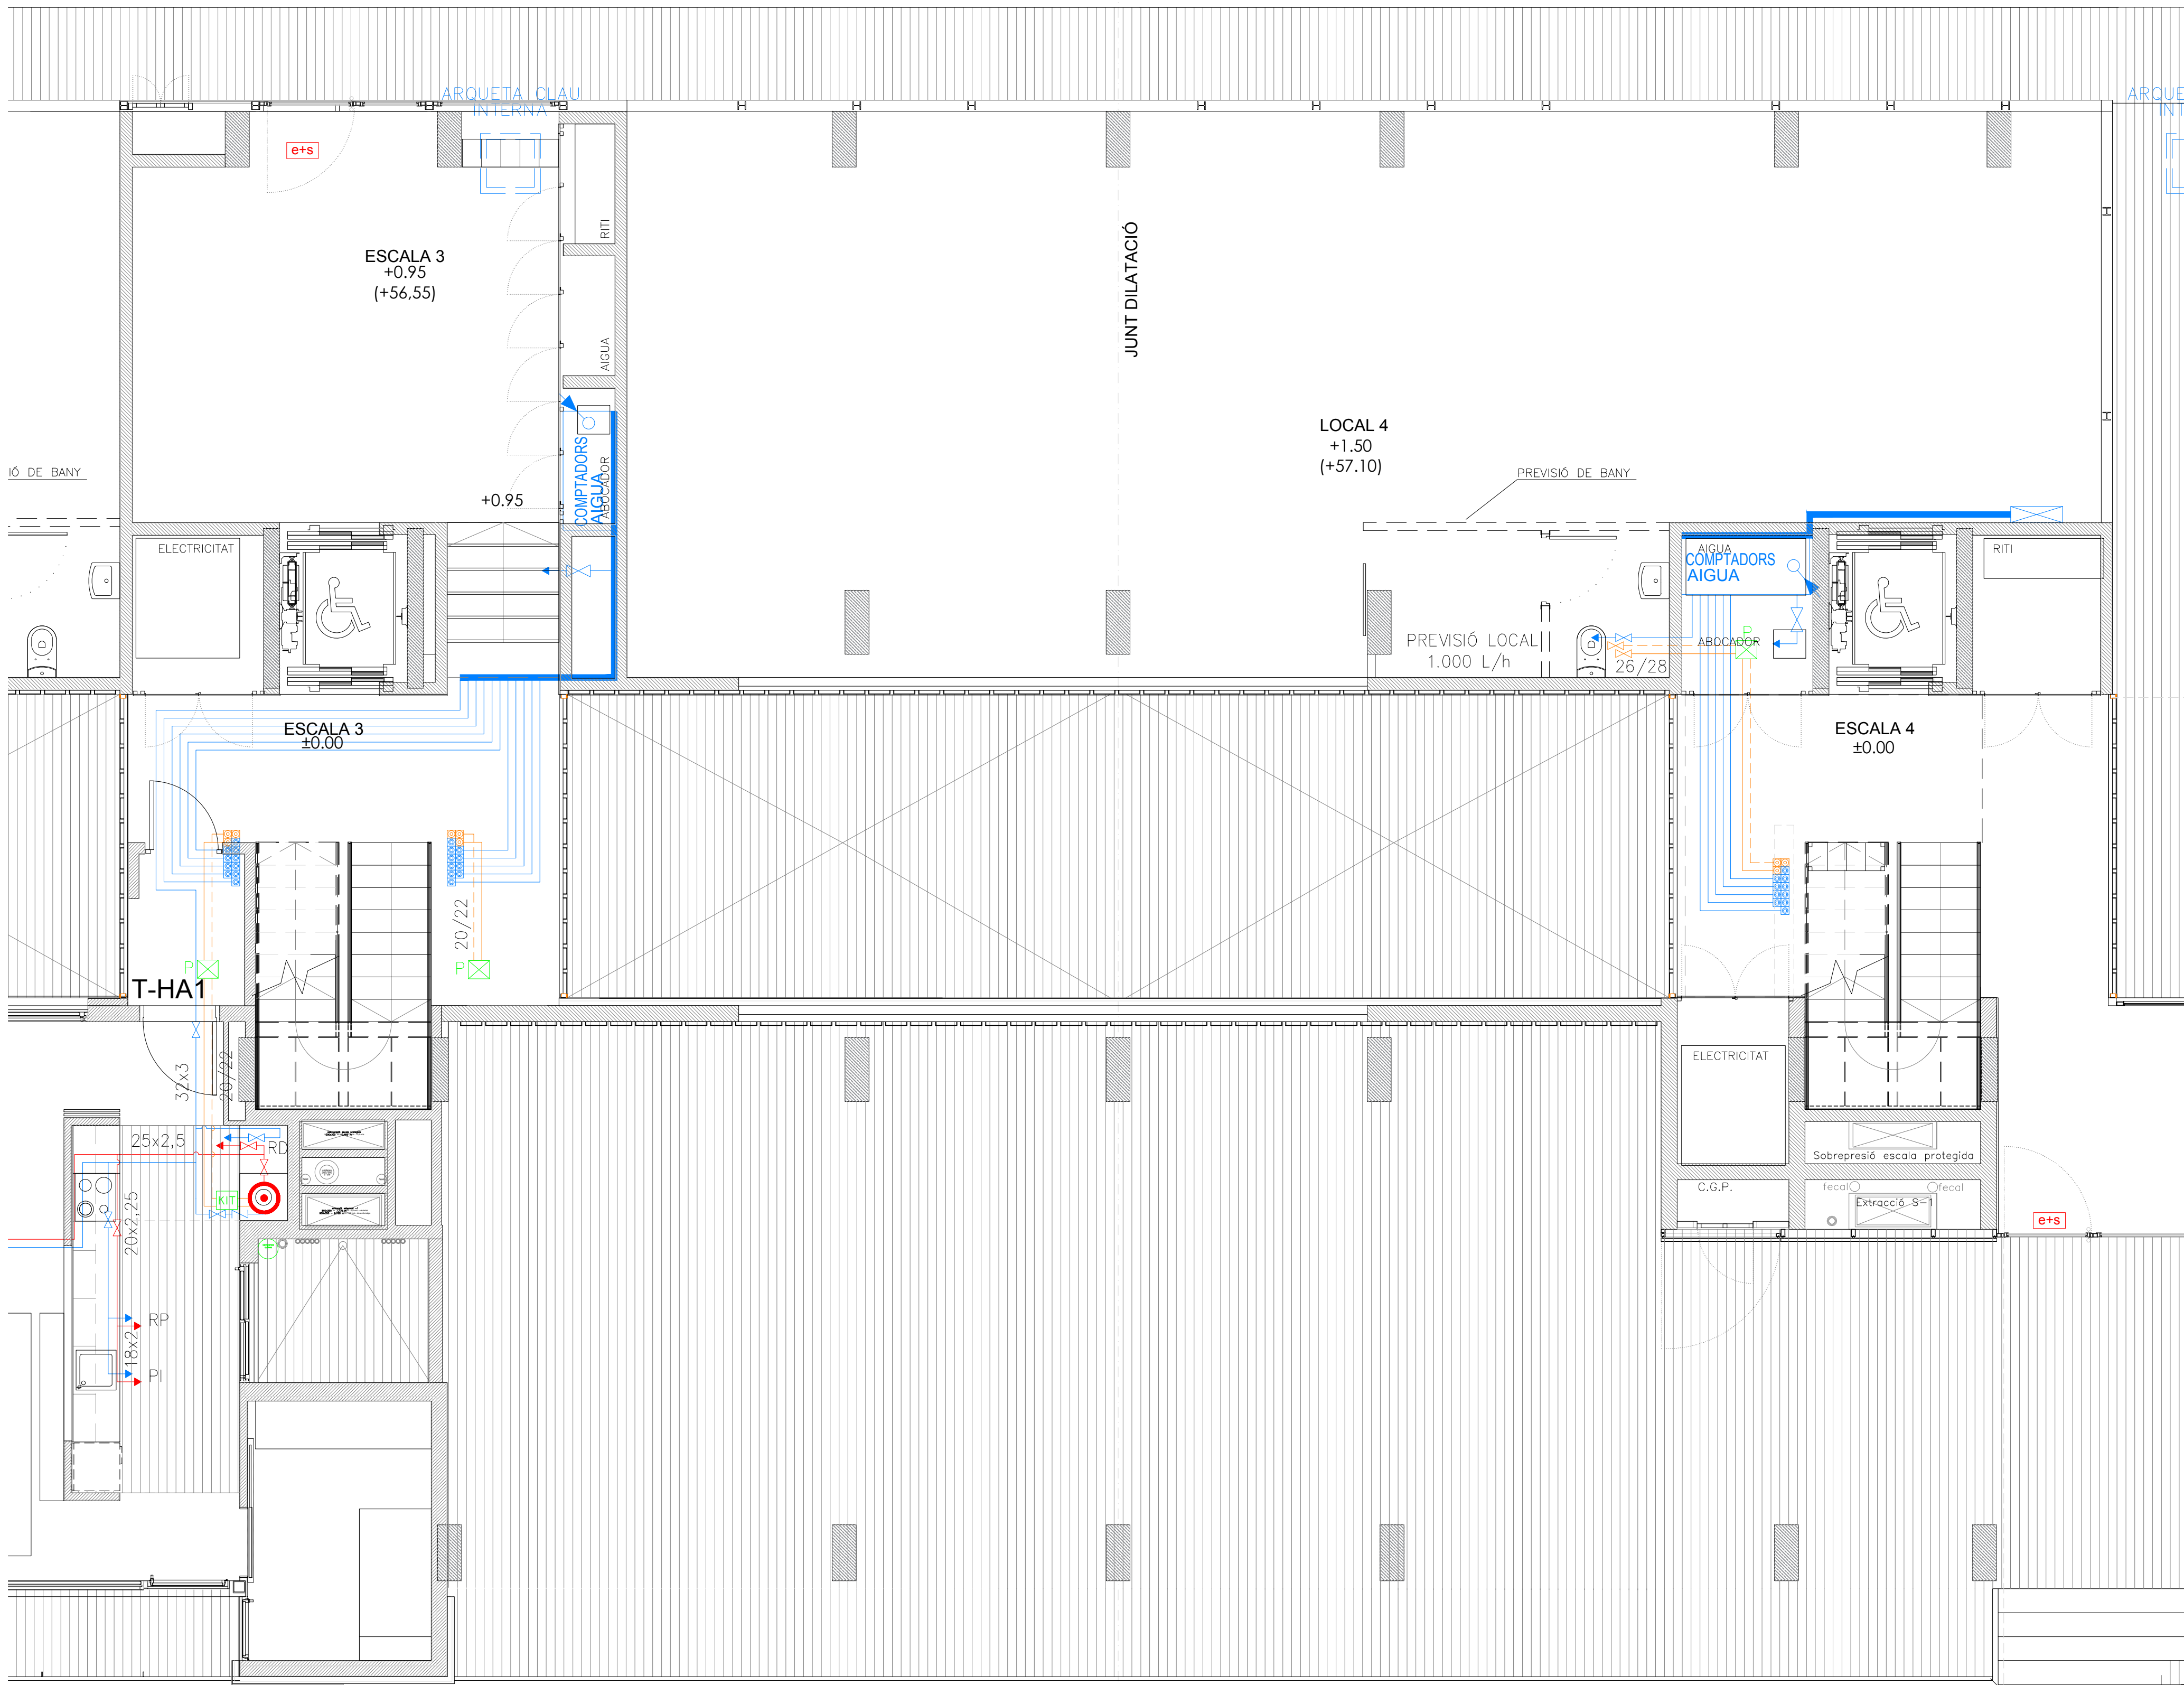 ARQUETA CLAU
INTERNA
e+s
ESCALA 3
+0.95
(+56,55)
RITI
AIGUA
COMPTADORS
AIGUA
ABOCADOR
+0.95
JUNT DILATACIÓ
LOCAL 4
+1.50
(+57.10)
IÓ DE BANY
PREVISIÓ DE BANY
ELECTRICITAT
AIGUA
COMPTADORS
AIGUA
RITI
P
ABOCADOR
PREVISIÓ LOCAL
1.000 L/h
26/28
ESCALA 3
±0.00
ESCALA 4
±0.00
20/22
P
P
T-HA1
32x3
20/22
25x2,5
RD
KIT
20x2,25
RP
18x2
PI
ELECTRICITAT
Sobrepresió escala protegida
C.G.P.
fecal
fecal
Extracció S-1
e+s
ARQUE
INT